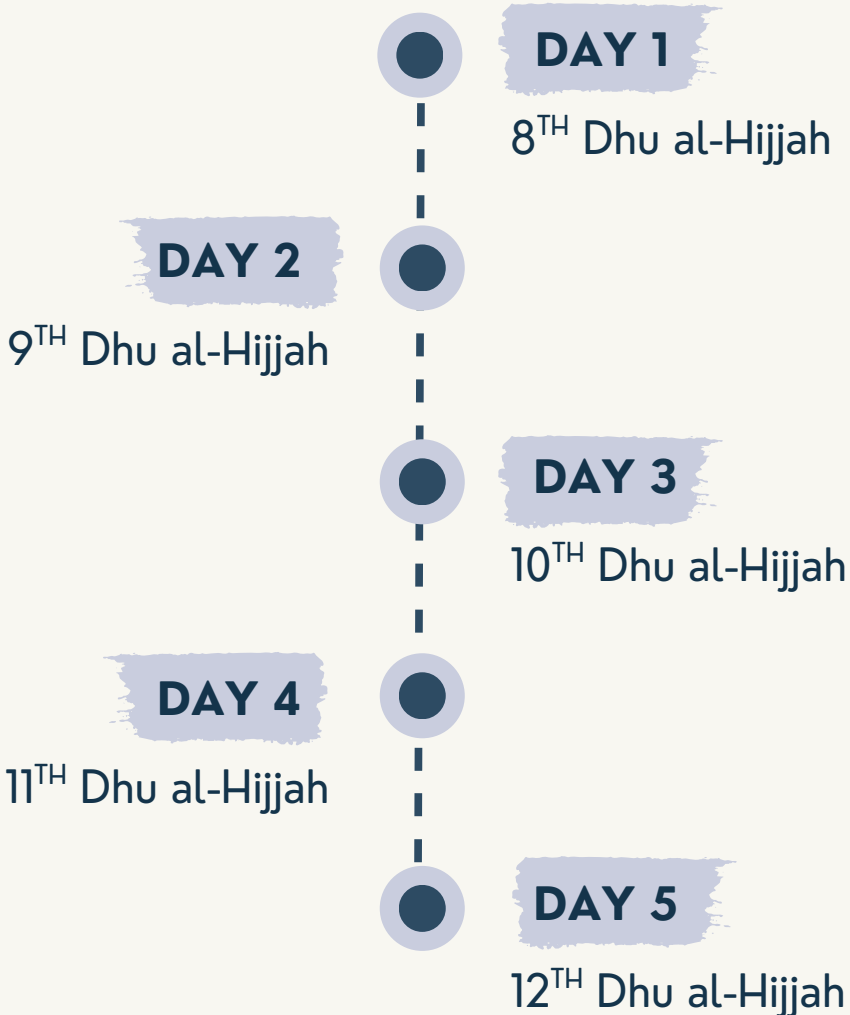 DAY 1
8TH Dhu al-Hijjah
DAY 2
9TH Dhu al-Hijjah
DAY 3
10TH Dhu al-Hijjah
DAY 4
11TH Dhu al-Hijjah
DAY 5
12TH Dhu al-Hijjah